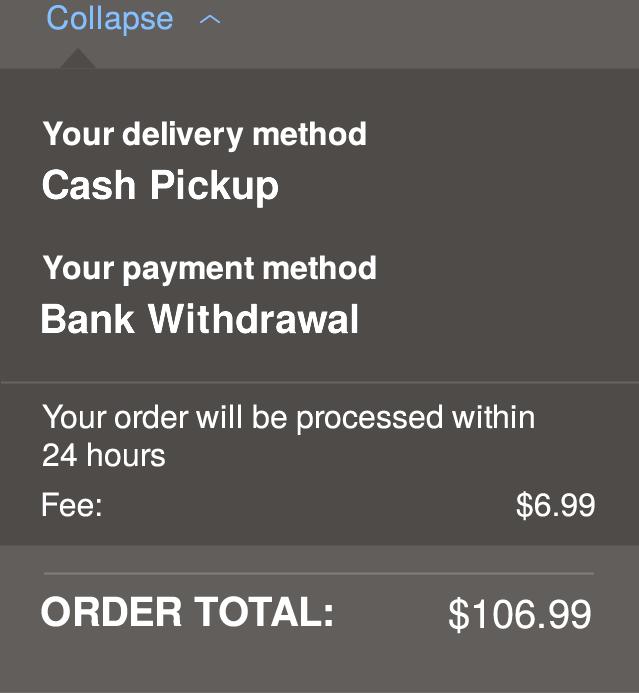 Collapse
Your delivery method
Cash Pickup
Your payment method
Bank Withdrawal
Your order will be processed within
24 hours
Fee: $6.99
ORDER TOTAL: $106.99